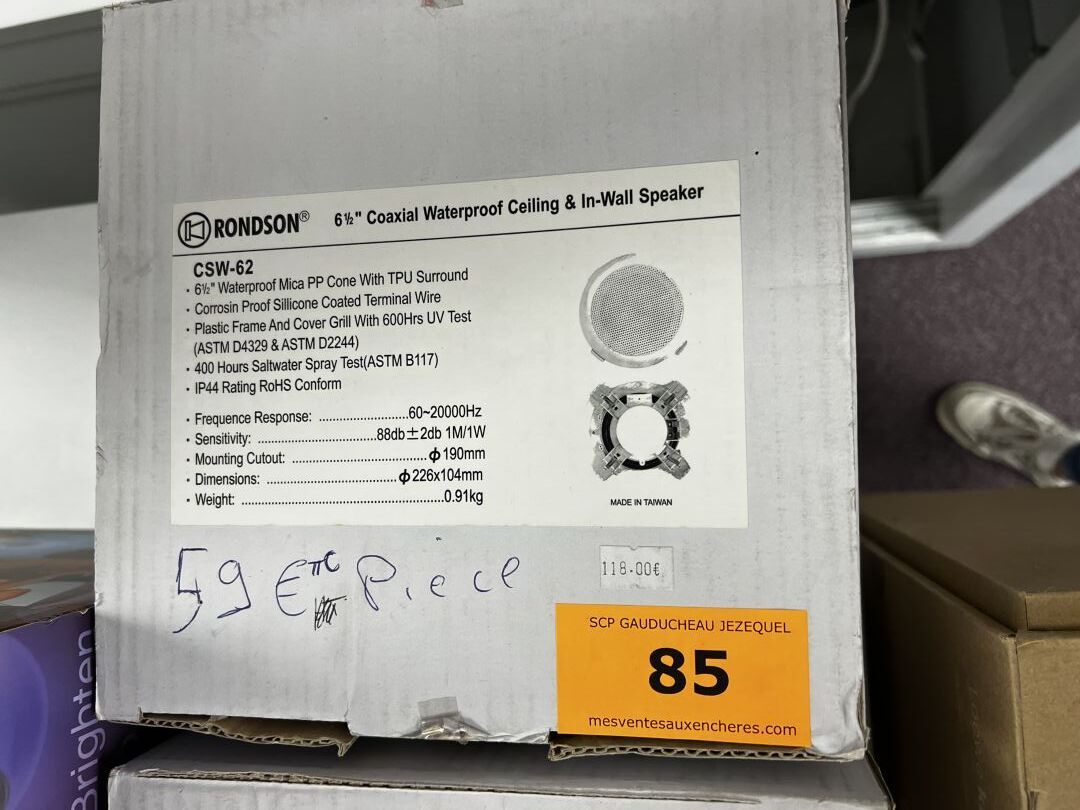 RONDSON® 6½" Coaxial Waterproof Ceiling & In-Wall Speaker
CSW-62
· 6½" Waterproof Mica PP Cone With TPU Surround
· Corrosin Proof Sillicone Coated Terminal Wire
· Plastic Frame And Cover Grill With 600Hrs UV Test
(ASTM D4329 & ASTM D2244)
· 400 Hours Saltwater Spray Test(ASTM B117)
· IP44 Rating RoHS Conform
· Frequence Response: ........................60~20000Hz
· Sensitivity: ................................88db±2db 1M/1W
· Mounting Cutout: ....................................ϕ190mm
· Dimensions: ...................................ϕ226x104mm
· Weight: ......................................................0.91kg
MADE IN TAIWAN
59 € TTC Piece
118.00€
SCP GAUDUCHEAU JEZEQUEL
85
mesventesauxencheres.com
Brighten